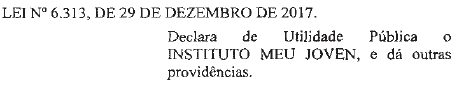 LEI Nº 6.313, DE 29 DE DEZEMBRO DE 2017.
Declara de Utilidade Pública o
INSTITUTO MEU JOVEN, e dá outras
providências.